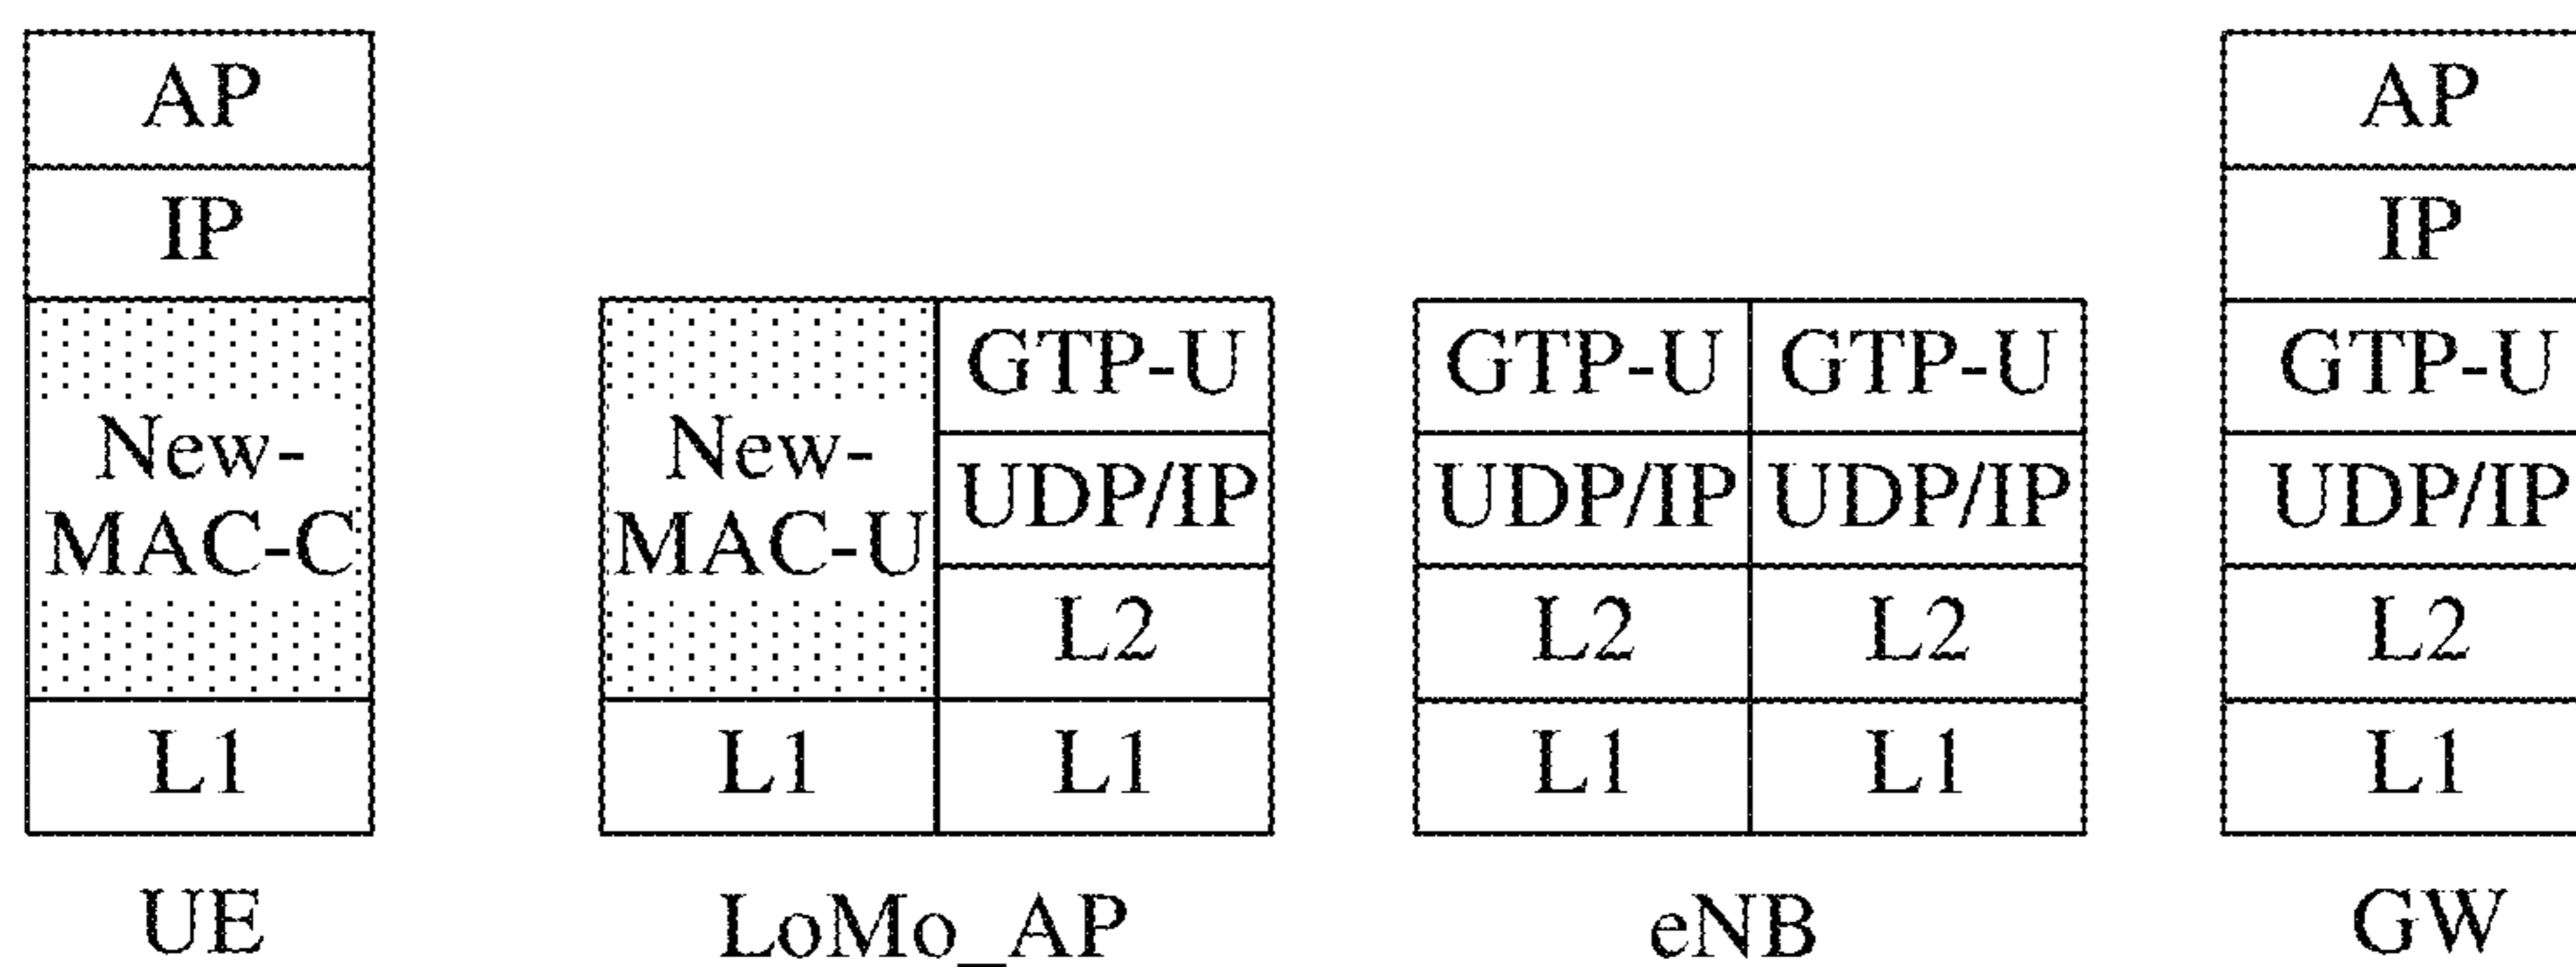 AP
IP
New-
MAC-C
L1
UE
New-
MAC-U
L1
GTP-U
UDP/IP
L2
L1
LoMo_AP
GTP-U
UDP/IP
L2
L1
GTP-U
UDP/IP
L2
L1
eNB
AP
IP
GTP-U
UDP/IP
L2
L1
GW